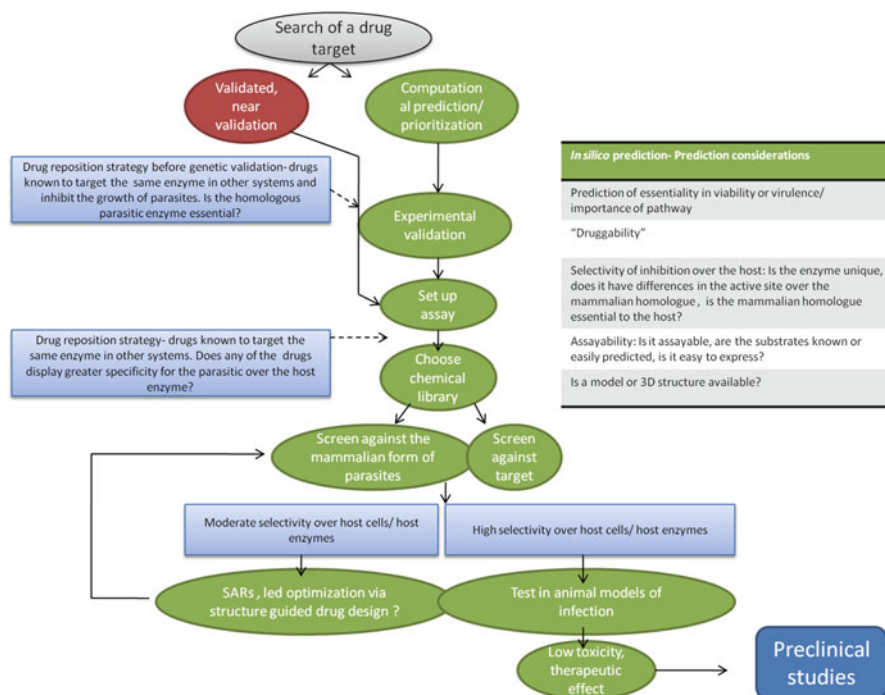 Search of a drug
target
Validated,
near
validation
Computation
al prediction/
prioritization
Drug reposition strategy before genetic validation- drugs
known to target the same enzyme in other systems and
inhibit the growth of parasites. Is the homologous
parasitic enzyme essential?
Experimental
validation
Set up
assay
Drug reposition strategy- drugs known to target the
same enzyme in other systems. Does any of the drugs
display greater specificity for the parasitic over the host
enzyme?
Choose
chemical
library
Screen against the
mammalian form of
parasites
Screen
against
target
Moderate selectivity over host cells/ host
enzymes
High selectivity over host cells/ host enzymes
SARs , led optimization via
structure guided drug design ?
Test in animal models of
infection
Low toxicity,
therapeutic
effect
Preclinical
studies
In silico prediction- Prediction considerations
Prediction of essentiality in viability or virulence/
importance of pathway
“Druggability”
Selectivity of inhibition over the host: Is the enzyme unique,
does it have differences in the active site over the
mammalian homologue , is the mammalian homologue
essential to the host?
Assayability: Is it assayable, are the substrates known or
easily predicted, is it easy to express?
Is a model or 3D structure available?